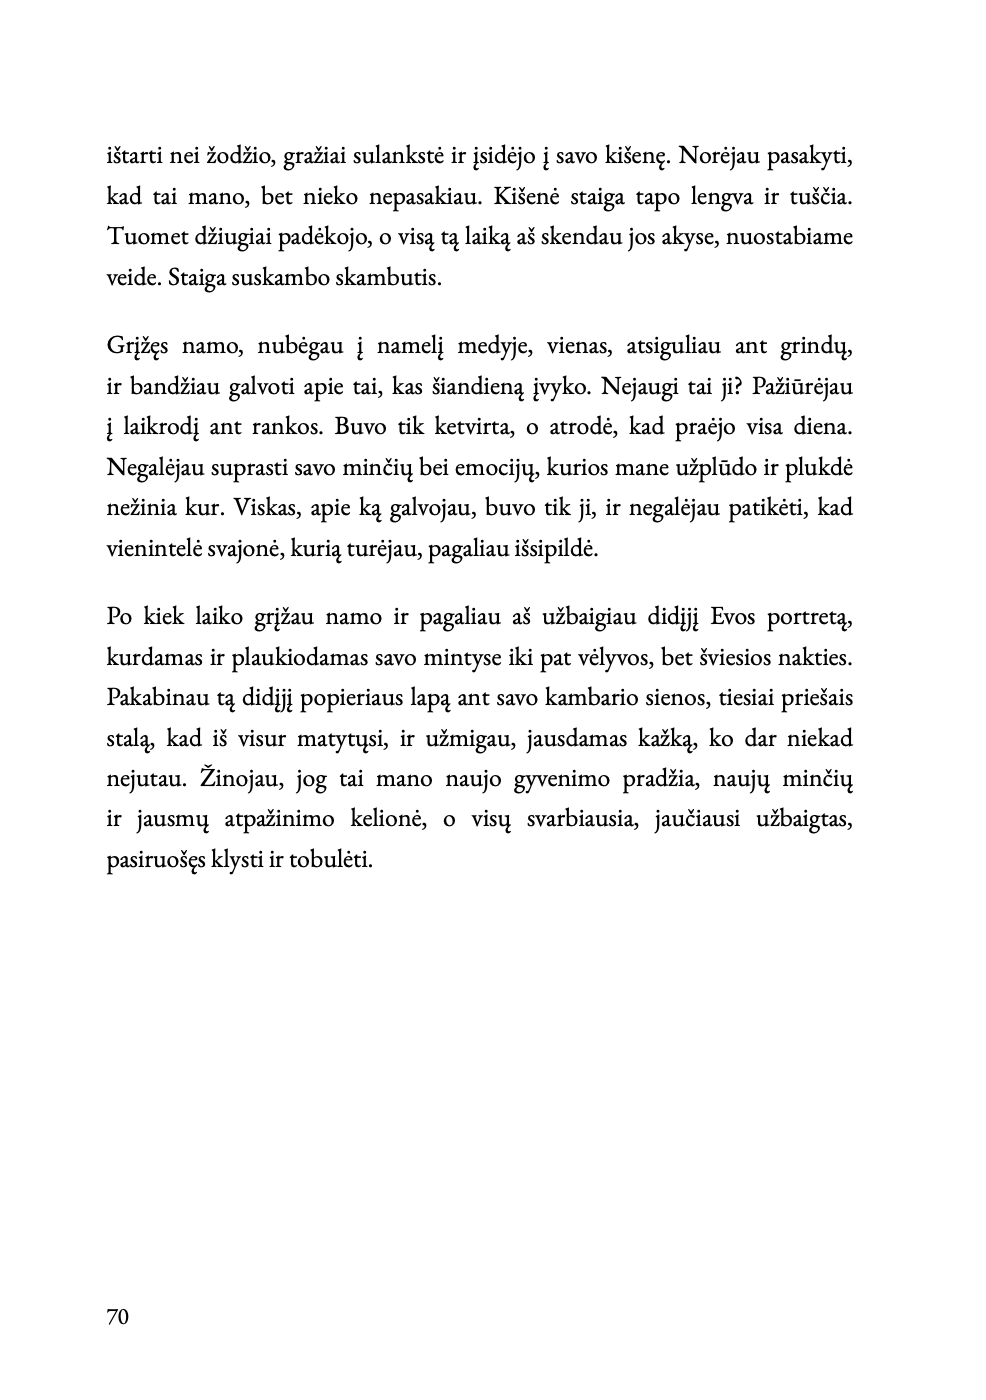 ištarti nei žodžio, gražiai sulankstė ir įsidėjo į savo kišenę. Norėjau pasakyti,
kad tai mano, bet nieko nepasakiau. Kišenė staiga tapo lengva ir tuščia.
Tuomet džiugiai padėkojo, o visą tą laiką aš skendau jos akyse, nuostabiame
veide. Staiga suskambo skambutis.
Grįžęs namo, nubėgau į namelį medyje, vienas, atsiguliau ant grindų,
ir bandžiau galvoti apie tai, kas šiandieną įvyko. Nejaugi tai ji? Pažiūrėjau
į laikrodį ant rankos. Buvo tik ketvirta, o atrodė, kad praėjo visa diena.
Negalėjau suprasti savo minčių bei emocijų, kurios mane užplūdo ir plukdė
nežinia kur. Viskas, apie ką galvojau, buvo tik ji, ir negalėjau patikėti, kad
vienintelė svajonė, kurią turėjau, pagaliau išsipildė.
Po kiek laiko grįžau namo ir pagaliau aš užbaigiau didįjį Evos portretą,
kurdamas ir plaukiodamas savo mintyse iki pat vėlyvos, bet šviesios nakties.
Pakabinau tą didįjį popieriaus lapą ant savo kambario sienos, tiesiai priešais
stalą, kad iš visur matytųsi, ir užmigau, jausdamas kažką, ko dar niekad
nejutau. Žinojau, jog tai mano naujo gyvenimo pradžia, naujų minčių
ir jausmų atpažinimo kelionė, o visų svarbiausia, jaučiausi užbaigtas,
pasiruošęs klysti ir tobulėti.
70